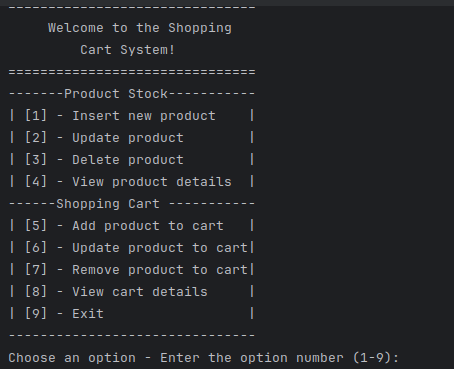 -------------------------------
     Welcome to the Shopping
         Cart System!
===============================
-------Product Stock-----------
| [1] - Insert new product    |
| [2] - Update product        |
| [3] - Delete product        |
| [4] - View product details  |
------Shopping Cart -----------
| [5] - Add product to cart   |
| [6] - Update product to cart|
| [7] - Remove product to cart|
| [8] - View cart details     |
| [9] - Exit                  |
-------------------------------
Choose an option - Enter the option number (1-9):